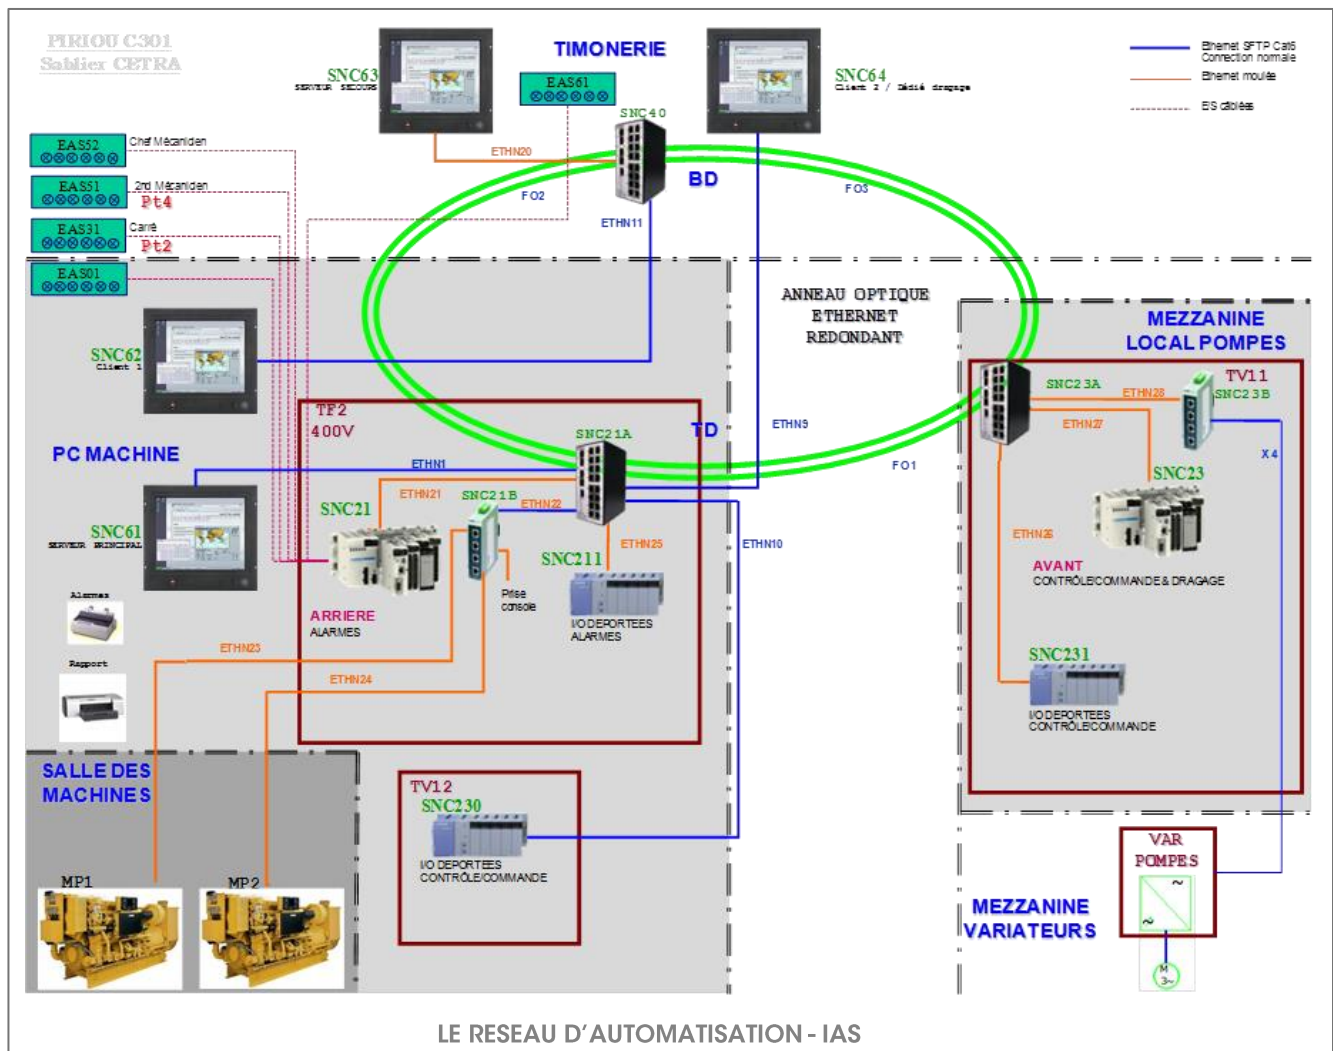 PIRIOU C301
Sablier CETRA
TIMONERIE
SNC63
SERVEUR SECOURS
EAS61
SNC40
SNC64
Client 2 / Dédié dragage
Ethernet SFTP Cat6
Connection normale
Ethernet moulée
E/S câblées
EAS52
Chef Mécanicien
EAS51
2nd Mécanicien
Pt4
EAS31
Carré
Pt2
EAS01
ETHN20
BD
FO2
FO3
ETHN11
ANNEAU OPTIQUE
ETHERNET
REDONDANT
MEZZANINE
LOCAL POMPES
SNC62
Client 1
TF2
400V
TD
SNC21A
ETHN9
FO1
SNC23A
ETHN28
TV11
SNC23B
ETHN27
X4
PC MACHINE
ETHN1
ETHN21
SNC21B
ETHN22
SNC21
SNC61
SERVEUR PRINCIPAL
SNC211
ETHN25
ETHN10
SNC23
ETHN26
AVANT
CONTRÔLE/COMMANDE & DRAGAGE
Prise
console
ARRIERE
ALARMES
I/O DEPORTEES
ALARMES
Alarmes
ETHN23
ETHN24
Rapport
SNC231
I/O DEPORTEES
CONTRÔLE/COMMANDE
SALLE DES
MACHINES
TV12
SNC230
I/O DEPORTEES
CONTRÔLE/COMMANDE
MP1
MP2
VAR
POMPES
~
~
MEZZANINE
VARIATEURS
M
3~
LE RESEAU D'AUTOMATISATION - IAS